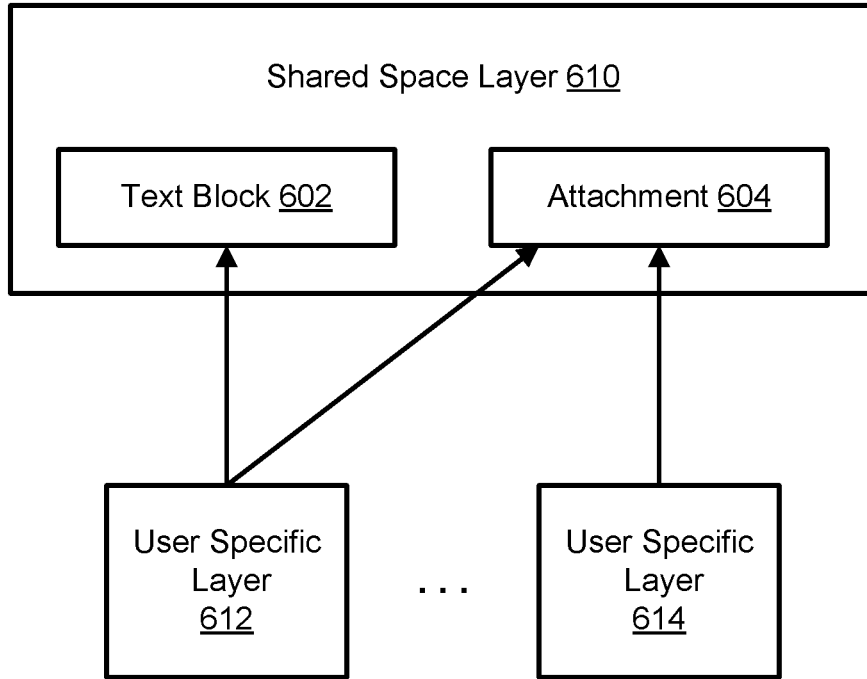 Shared Space Layer 610
Text Block 602
Attachment 604
User Specific
Layer
612
. . .
User Specific
Layer
614